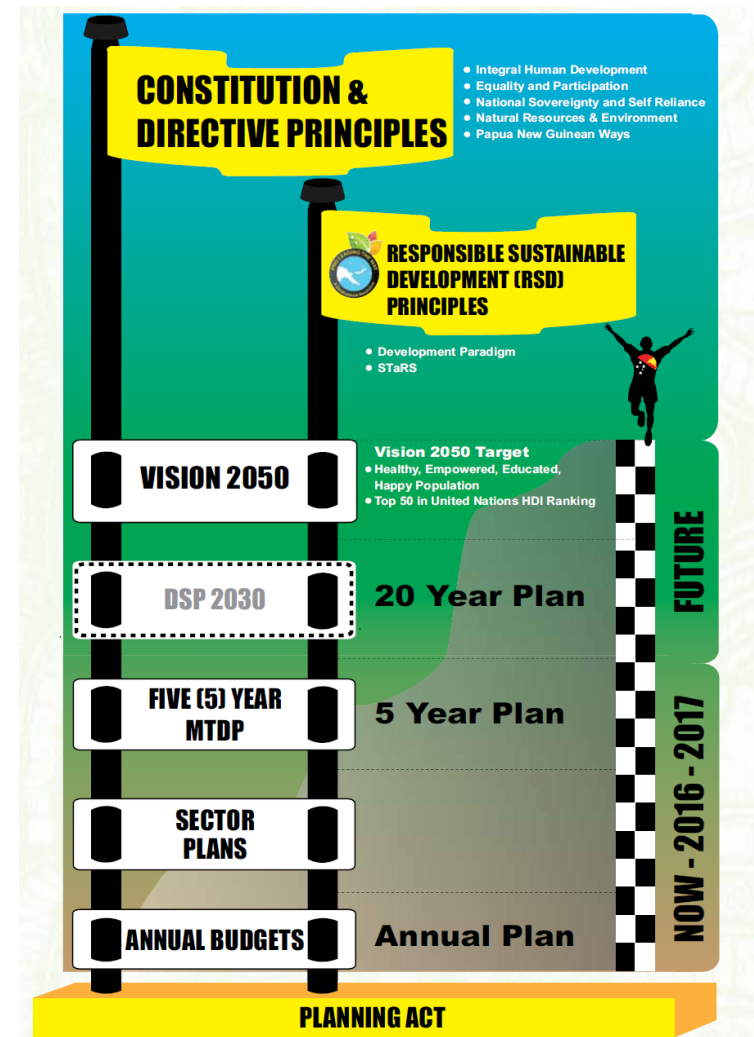 CONSTITUTION &
DIRECTIVE PRINCIPLES
• Integral Human Development
• Equality and Participation
• National Sovereignty and Self Reliance
• Natural Resources & Environment
• Papua New Guinean Ways
RESPONSIBLE SUSTAINABLE
DEVELOPMENT (RSD)
PRINCIPLES
• Development Paradigm
• STaRS
VISION 2050
Vision 2050 Target
• Healthy, Empowered, Educated,
Happy Population
• Top 50 in United Nations HDI Ranking
DSP 2030
20 Year Plan
FUTURE
FIVE (5) YEAR
MTDP
5 Year Plan
SECTOR
PLANS
NOW - 2016 - 2017
ANNUAL BUDGETS
Annual Plan
PLANNING ACT